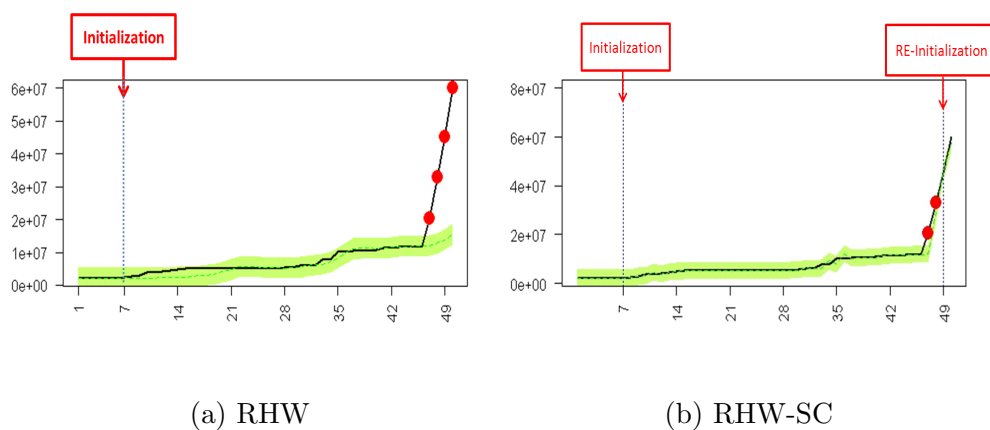 Initialization
6e+07
5e+07
4e+07
3e+07
2e+07
1e+07
0e+00
1 7 14 21 28 35 42 49
(a) RHW
Initialization
RE-Initialization
8e+07
6e+07
4e+07
2e+07
0e+00
7 14 21 28 35 42 49
(b) RHW-SC